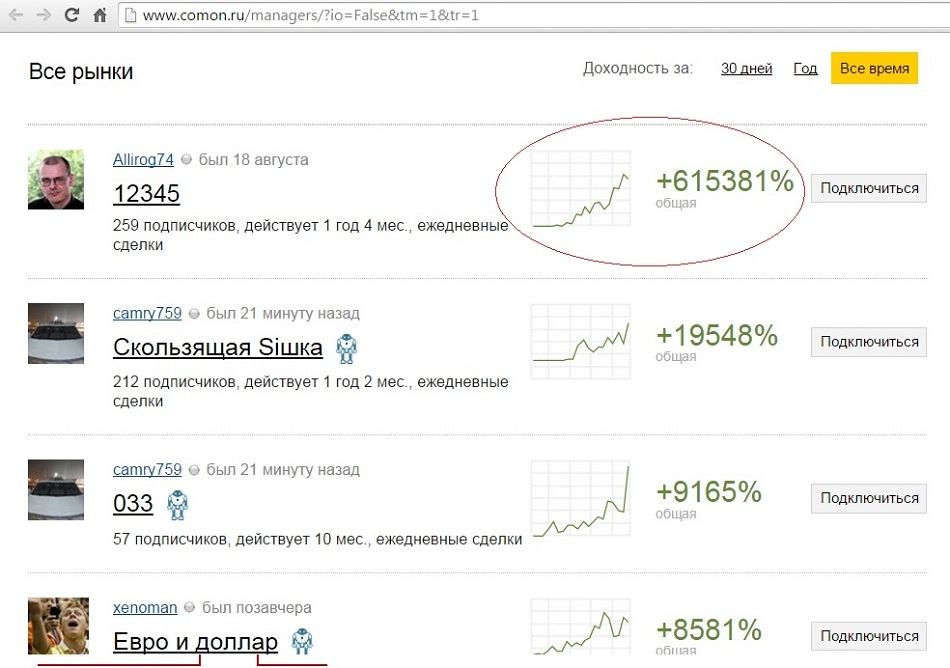 www.comon.ru/managers/?io=False&tm=1&tr=1
Все рынки
Доходность за: 30 дней Год Все время
Allirog74 был 18 августа
12345
259 подписчиков, действует 1 год 4 мес., ежедневные
сделки
+615381%
общая
Подключиться
camry759 был 21 минуту назад
Скользящая Siшка
212 подписчиков, действует 1 год 2 мес., ежедневные
сделки
+19548%
общая
Подключиться
camry759 был 21 минуту назад
033
57 подписчиков, действует 10 мес., ежедневные сделки
+9165%
общая
Подключиться
xenoman был позавчера
Евро и доллар
+8581%
общая
Подключиться